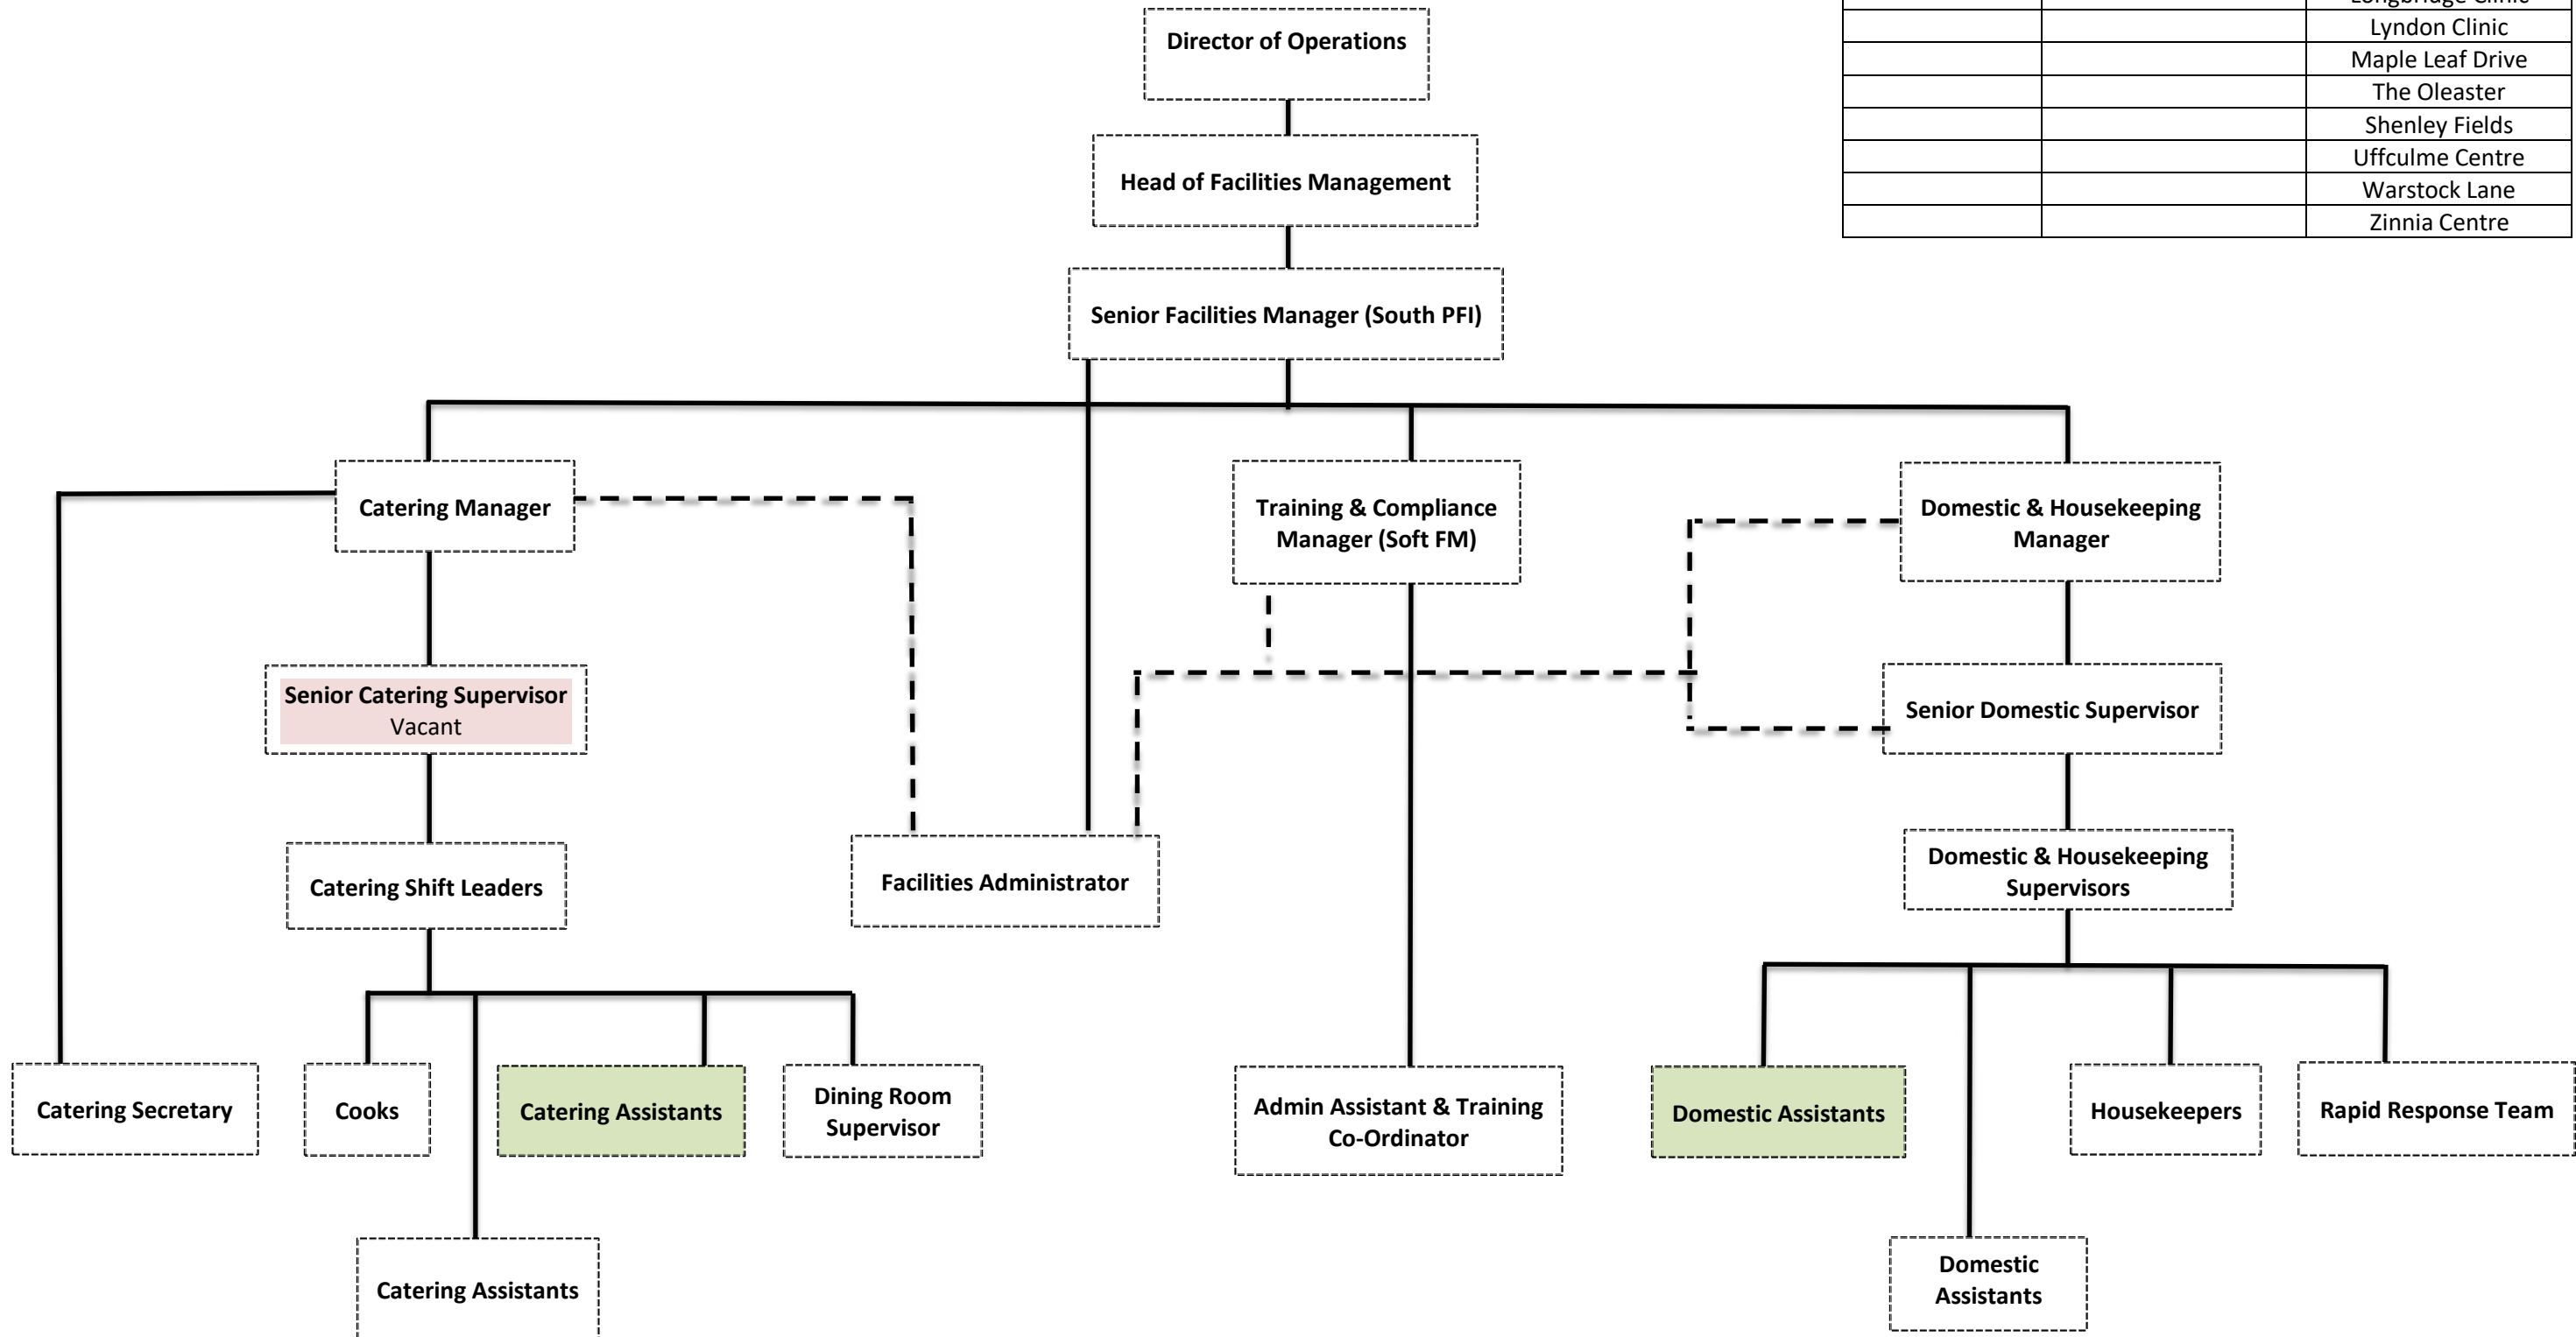 Longbridge Clinic
Lyndon Clinic
Maple Leaf Drive
The Oleaster
Shenley Fields
Uffculme Centre
Warstock Lane
Zinnia Centre
Director of Operations
Head of Facilities Management
Senior Facilities Manager (South PFI)
Catering Manager
Training & Compliance
Manager (Soft FM)
Domestic & Housekeeping
Manager
Senior Catering Supervisor
Vacant
Senior Domestic Supervisor
Catering Shift Leaders
Facilities Administrator
Domestic & Housekeeping
Supervisors
Catering Secretary
Cooks
Catering Assistants
Dining Room
Supervisor
Admin Assistant & Training
Co-Ordinator
Domestic Assistants
Housekeepers
Rapid Response Team
Catering Assistants
Domestic
Assistants